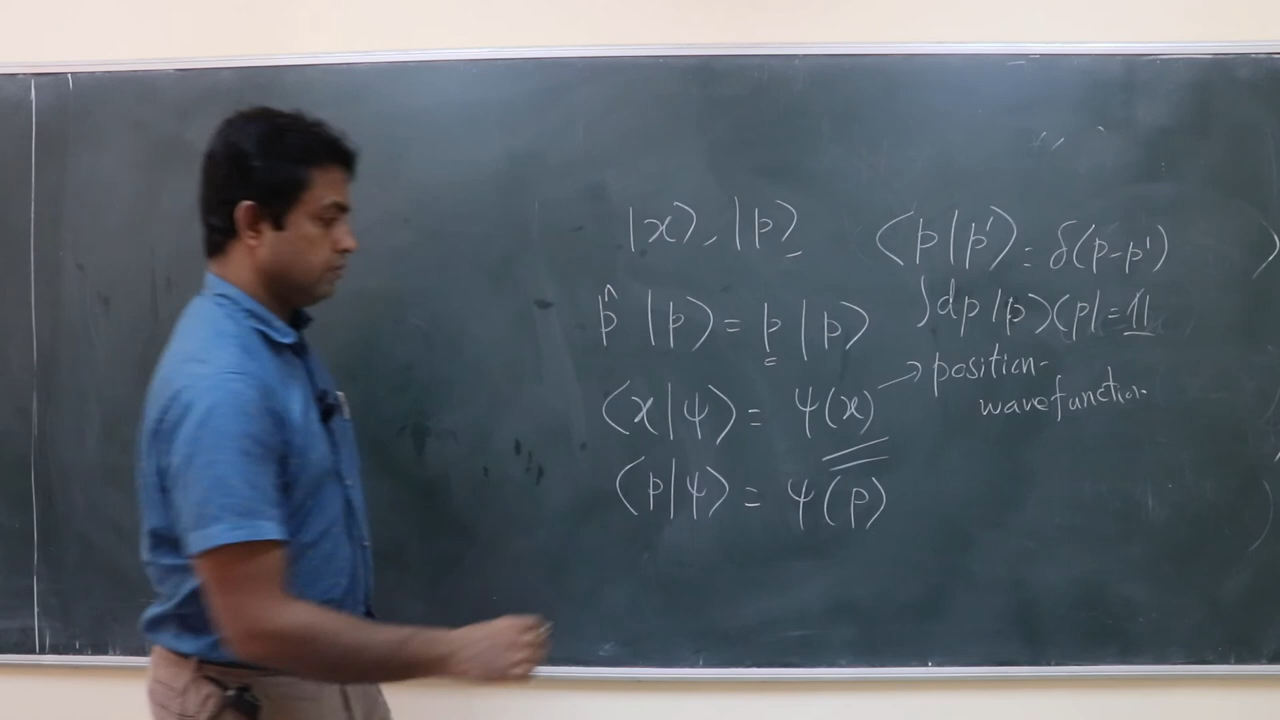 |x⟩, |p⟩
⟨p|p'⟩ = δ(p-p')
p̂ |p⟩ = p |p⟩
∫dp |p⟩⟨p| = 𝟙
⟨x|ψ⟩ = ψ(x) → position-
wavefunction.
⟨p|ψ⟩ = ψ(p)